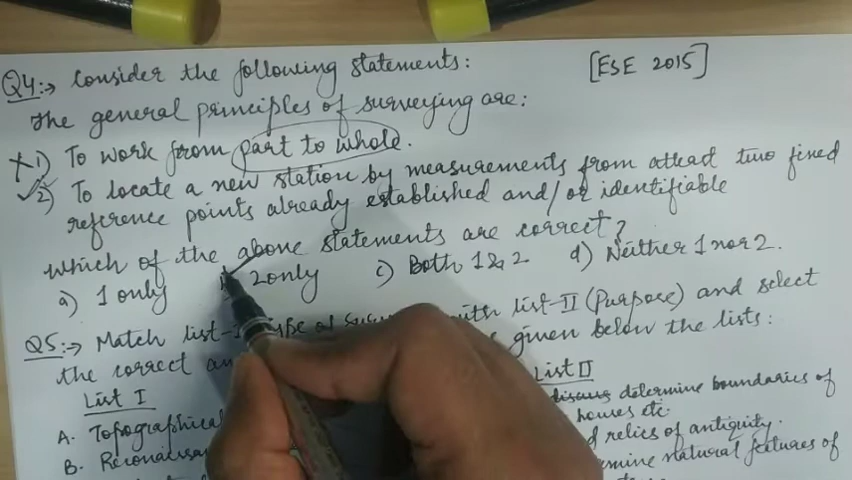 Q4:→ Consider the following statements: [ESE 2015]
The general principles of surveying are:
1) To work from part to whole.
2) To locate a new station by measurements from atleast two fixed
reference points already established and/or identifiable
which of the above statements are correct?
a) 1 only 2 only c) Both 1 & 2 d) Neither 1 nor 2.
Q5:→ Match list-I with list-II (Purpose) and select
the correct given below the lists:
List I List II
determine boundaries of
houses etc.
A. Topographical relics of antiquity.
B. natural features of